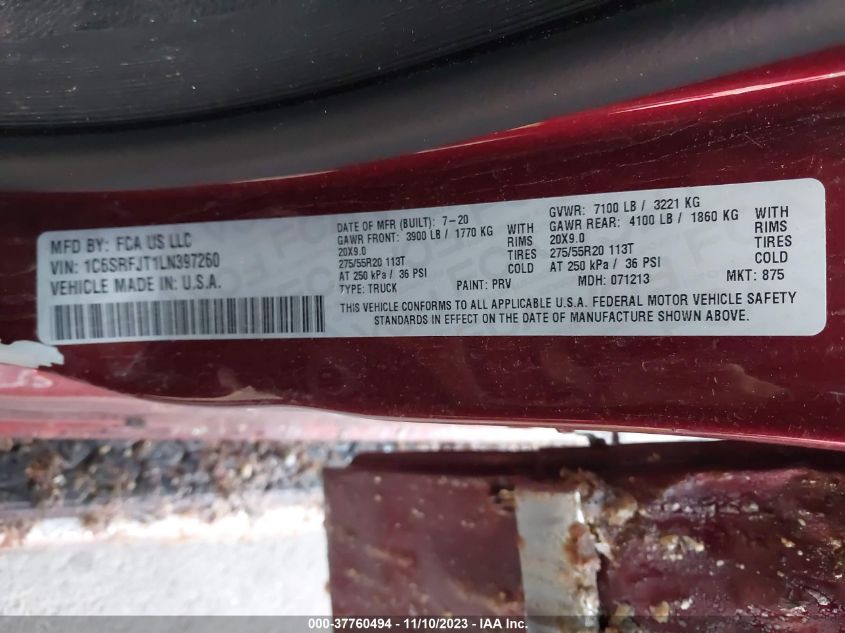 MFD BY: FCA US LLC
VIN: 1C6SRFJT1LN397260
VEHICLE MADE IN: U.S.A.
DATE OF MFR (BUILT): 7-20
GAWR FRONT: 3900 LB / 1770 KG WITH
20X9.0 RIMS
275/55R20 113T TIRES
AT 250 kPa / 36 PSI COLD
TYPE: TRUCK PAINT: PRV
GVWR: 7100 LB / 3221 KG
GAWR REAR: 4100 LB / 1860 KG WITH
20X9.0 RIMS
275/55R20 113T TIRES
AT 250 kPa / 36 PSI COLD
MDH: 071213 MKT: 875
THIS VEHICLE CONFORMS TO ALL APPLICABLE U.S.A. FEDERAL MOTOR VEHICLE SAFETY
STANDARDS IN EFFECT ON THE DATE OF MANUFACTURE SHOWN ABOVE.
000-37760494 - 11/10/2023 - IAA Inc.